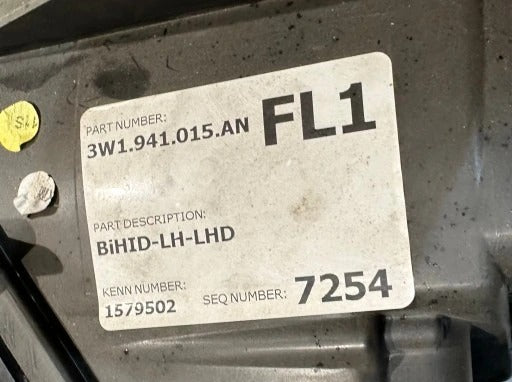 PART NUMBER:
3W1.941.015.AN FL1
PART DESCRIPTION:
BiHID-LH-LHD
KENN NUMBER:
1579502
SEQ NUMBER: 7254